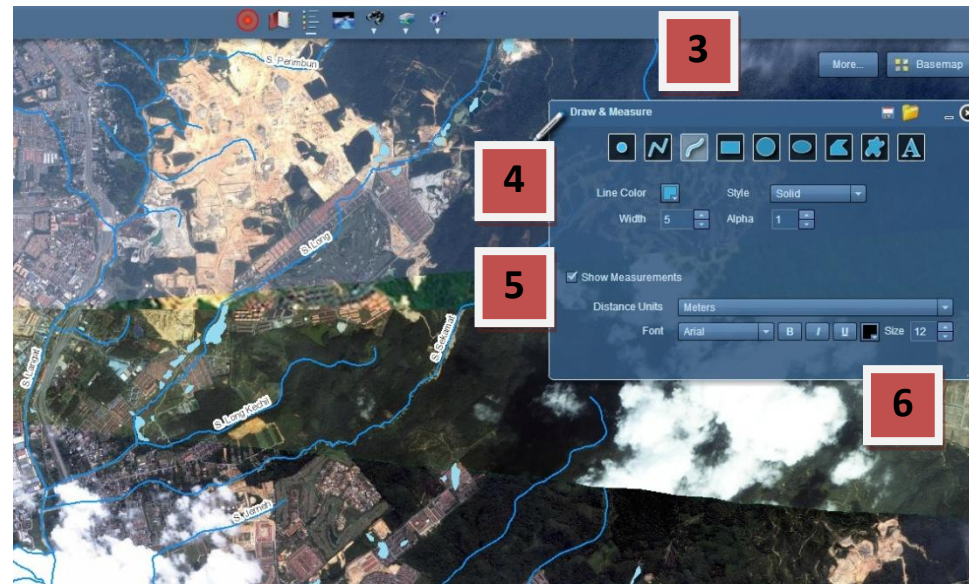 3
S. Perimbun
More...
Basemap
Draw & Measure
A
4
Line Color
Style
Solid
Width
5
Alpha
1
S. Long
5
Show Measurements
Distance Units
Meters
Font
Arial
B
I
U
Size
12
S. Sekamat
S. Langat
6
S. Long Kechil
S. Jerneh